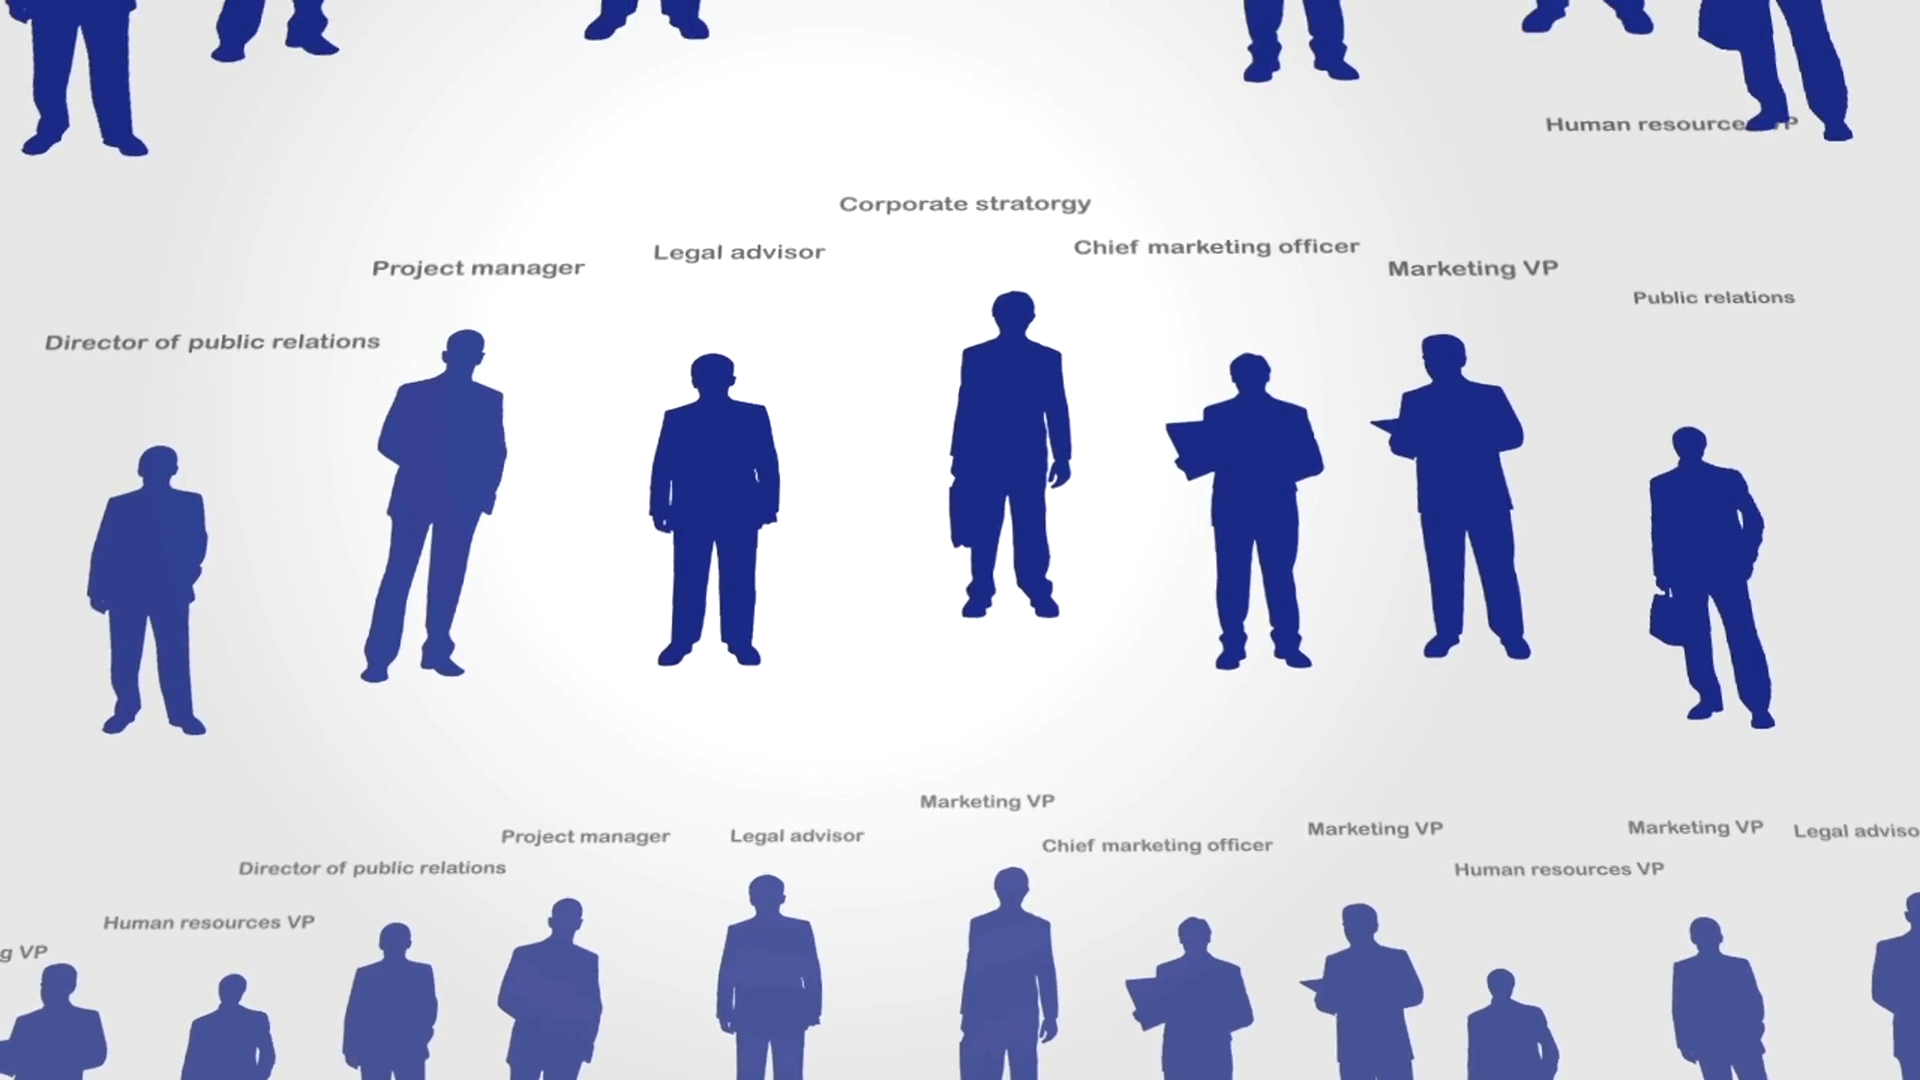 Human resources VP
Corporate stratorgy
Chief marketing officer
Legal advisor
Project manager
Marketing VP
Public relations
Director of public relations
Marketing VP
Marketing VP
Marketing VP
Legal adviso
Project manager
Legal advisor
Chief marketing officer
Director of public relations
Human resources VP
Human resources VP
g VP